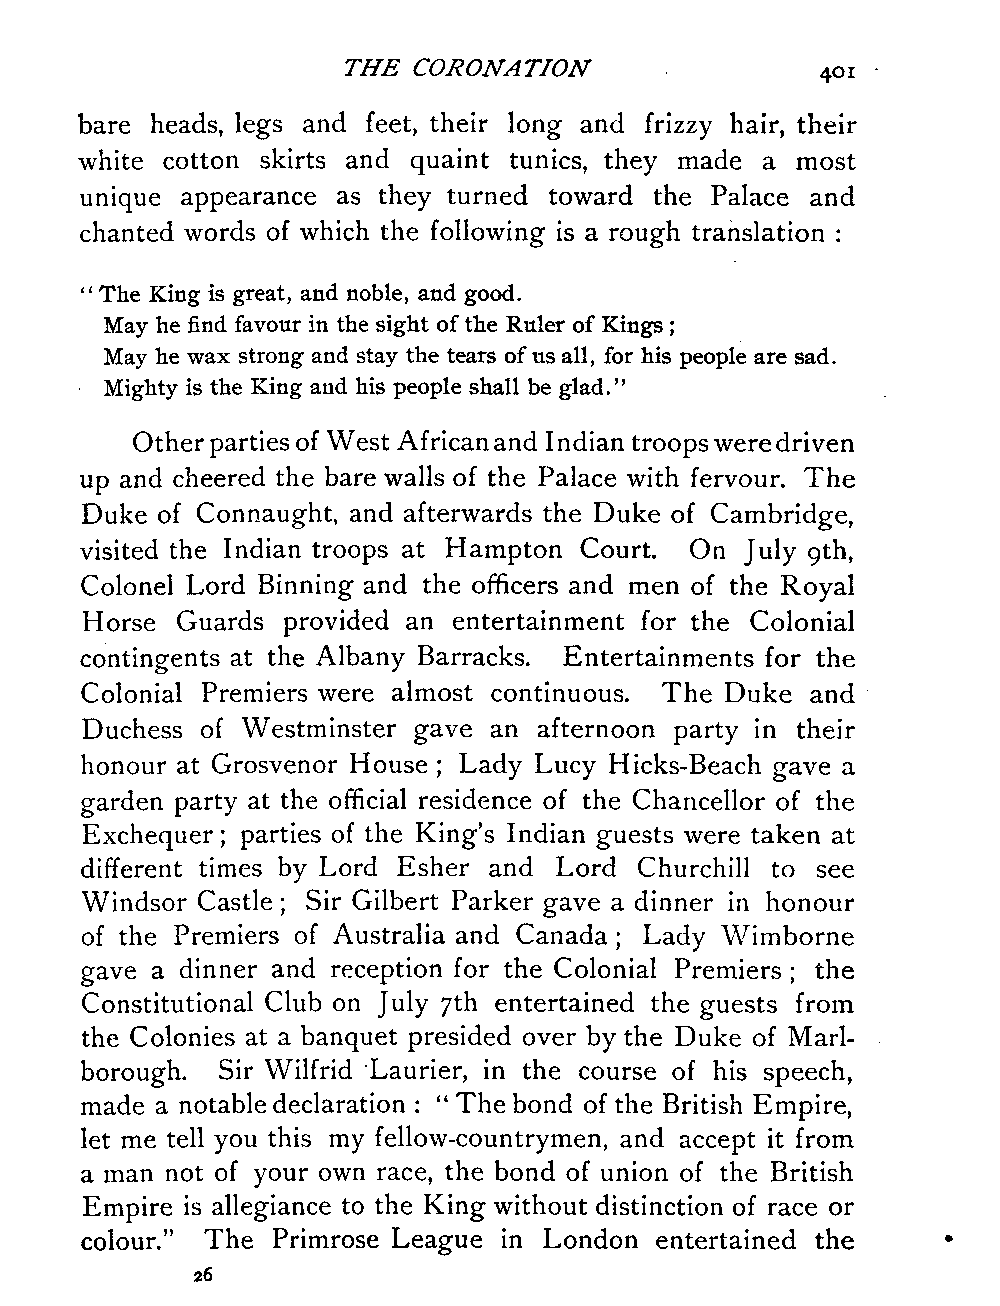 THE CORONATION 401
bare heads, legs and feet, their long and frizzy hair, their
white cotton skirts and quaint tunics, they made a most
unique appearance as they turned toward the Palace and
chanted words of which the following is a rough translation :
“The King is great, and noble, and good.
May he find favour in the sight of the Ruler of Kings ;
May he wax strong and stay the tears of us all, for his people are sad.
Mighty is the King and his people shall be glad.”
Other parties of West African and Indian troops were driven
up and cheered the bare walls of the Palace with fervour. The
Duke of Connaught, and afterwards the Duke of Cambridge,
visited the Indian troops at Hampton Court. On July 9th,
Colonel Lord Binning and the officers and men of the Royal
Horse Guards provided an entertainment for the Colonial
contingents at the Albany Barracks. Entertainments for the
Colonial Premiers were almost continuous. The Duke and
Duchess of Westminster gave an afternoon party in their
honour at Grosvenor House ; Lady Lucy Hicks-Beach gave a
garden party at the official residence of the Chancellor of the
Exchequer ; parties of the King’s Indian guests were taken at
different times by Lord Esher and Lord Churchill to see
Windsor Castle ; Sir Gilbert Parker gave a dinner in honour
of the Premiers of Australia and Canada ; Lady Wimborne
gave a dinner and reception for the Colonial Premiers ; the
Constitutional Club on July 7th entertained the guests from
the Colonies at a banquet presided over by the Duke of Marl-
borough. Sir Wilfrid Laurier, in the course of his speech,
made a notable declaration : “ The bond of the British Empire,
let me tell you this my fellow-countrymen, and accept it from
a man not of your own race, the bond of union of the British
Empire is allegiance to the King without distinction of race or
colour.” The Primrose League in London entertained the
26